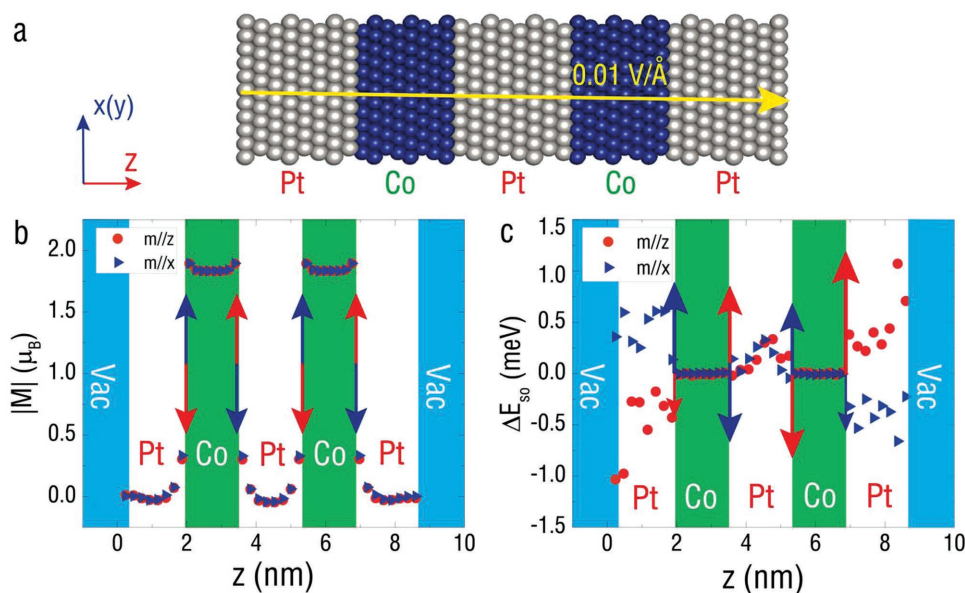 a
x(y)
z
0.01 V/Å
Pt Co Pt Co Pt
b
m//z
m//x
|M| (μB)
2.0
1.5
1.0
0.5
0.0
Vac
Pt Co Pt Co Pt
Vac
0 2 4 6 8 10
z (nm)
c
m//z
m//x
ΔEso (meV)
1.5
1.0
0.5
0.0
-0.5
-1.0
-1.5
Vac
Pt Co Pt Co Pt
Vac
0 2 4 6 8 10
z (nm)